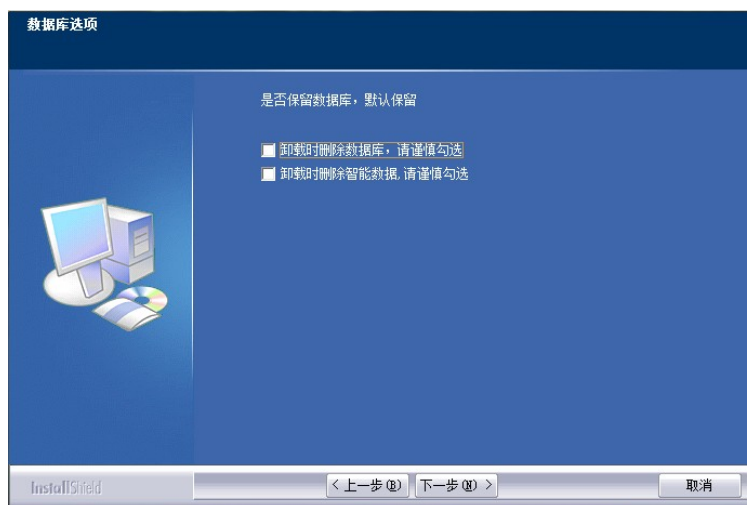 数据库选项
是否保留数据库，默认保留
卸载时删除数据库，请谨慎勾选
卸载时删除智能数据,请谨慎勾选
InstallShield
< 上一步(B) 下一步(N) > 取消